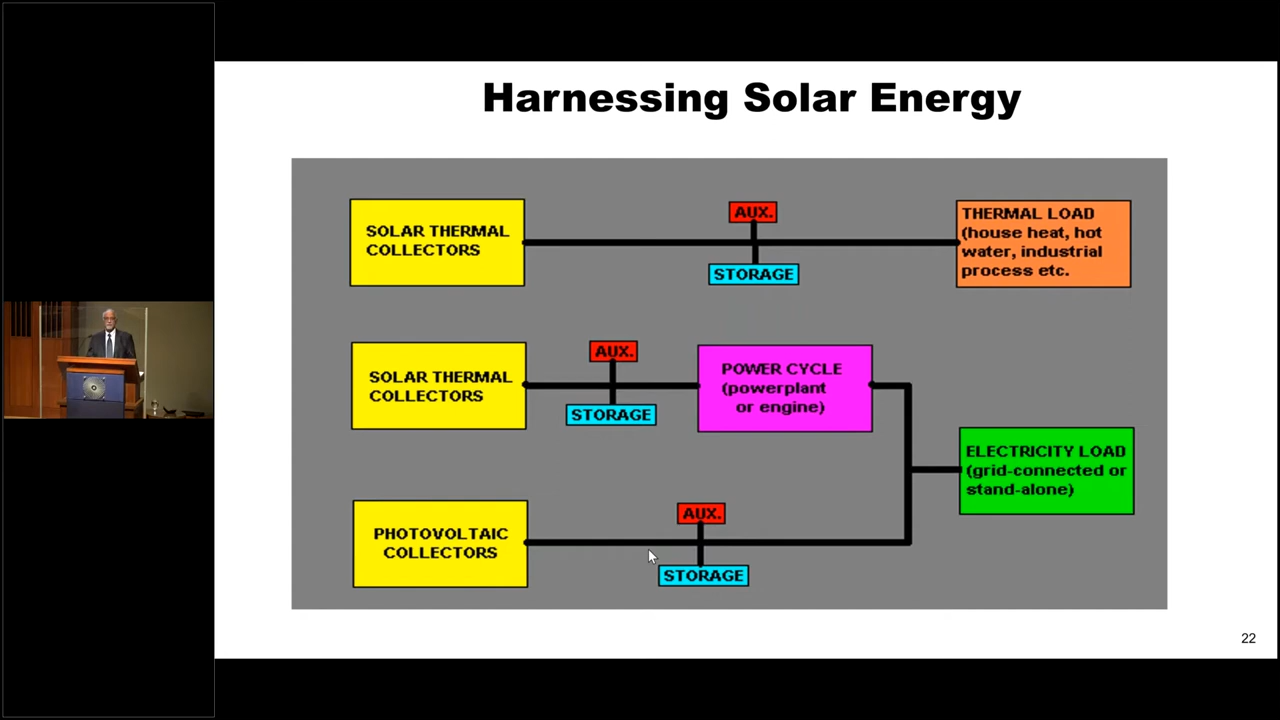 Harnessing Solar Energy
SOLAR THERMAL
COLLECTORS
AUX.
STORAGE
THERMAL LOAD
(house heat, hot
water, industrial
process etc.
SOLAR THERMAL
COLLECTORS
AUX.
STORAGE
POWER CYCLE
(powerplant
or engine)
ELECTRICITY LOAD
(grid-connected or
stand-alone)
PHOTOVOLTAIC
COLLECTORS
AUX.
STORAGE
22